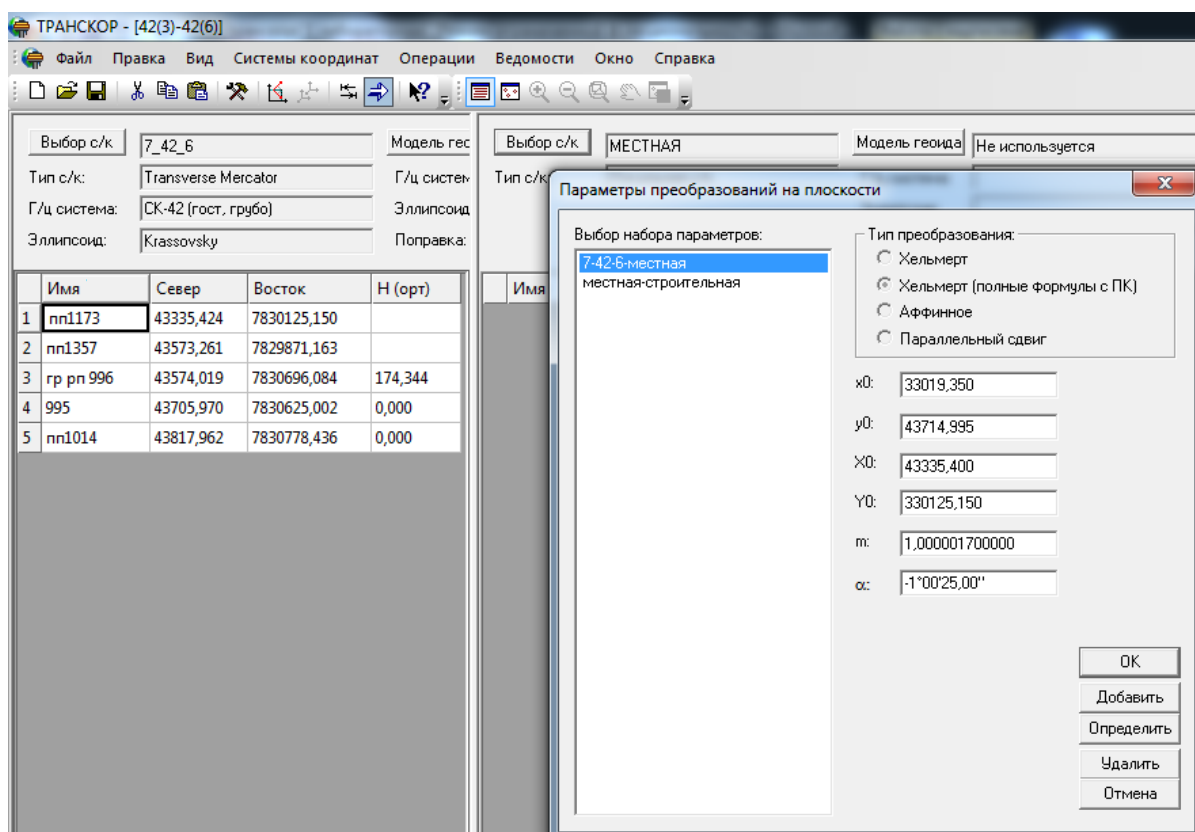 ТРАНСКОР - [42(3)-42(6)]
Файл Правка Вид Системы координат Операции Ведомости Окно Справка
Выбор с/к 7_42_6 Модель гео
Тип с/к: Transverse Mercator Г/ц систем
Г/ц система: СК-42 (гост, грубо) Эллипсоид
Эллипсоид: Krassovsky Поправка:
Имя Север Восток H (орт)
1 пп1173 43335,424 7830125,150
2 пп1357 43573,261 7829871,163
3 гр рп 996 43574,019 7830696,084 174,344
4 995 43705,970 7830625,002 0,000
5 пп1014 43817,962 7830778,436 0,000
Выбор с/к МЕСТНАЯ Модель геоида Не используется
Тип с/к
Имя
Параметры преобразований на плоскости
Выбор набора параметров:
7-42-6-местная
местная-строительная
Тип преобразования:
Хельмерт
Хельмерт (полные формулы с ПК)
Аффинное
Параллельный сдвиг
x0: 33019,350
y0: 43714,995
X0: 43335,400
Y0: 330125,150
m: 1,000001700000
α: -1°00'25,00''
OK
Добавить
Определить
Удалить
Отмена